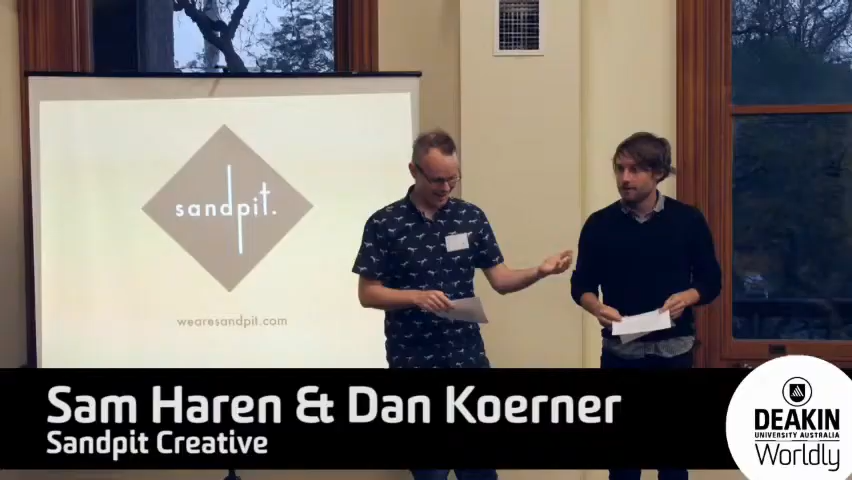 sandpit.
wearesandpit.com
Sam Haren & Dan Koerner
Sandpit Creative
DEAKIN
UNIVERSITY AUSTRALIA
Worldly